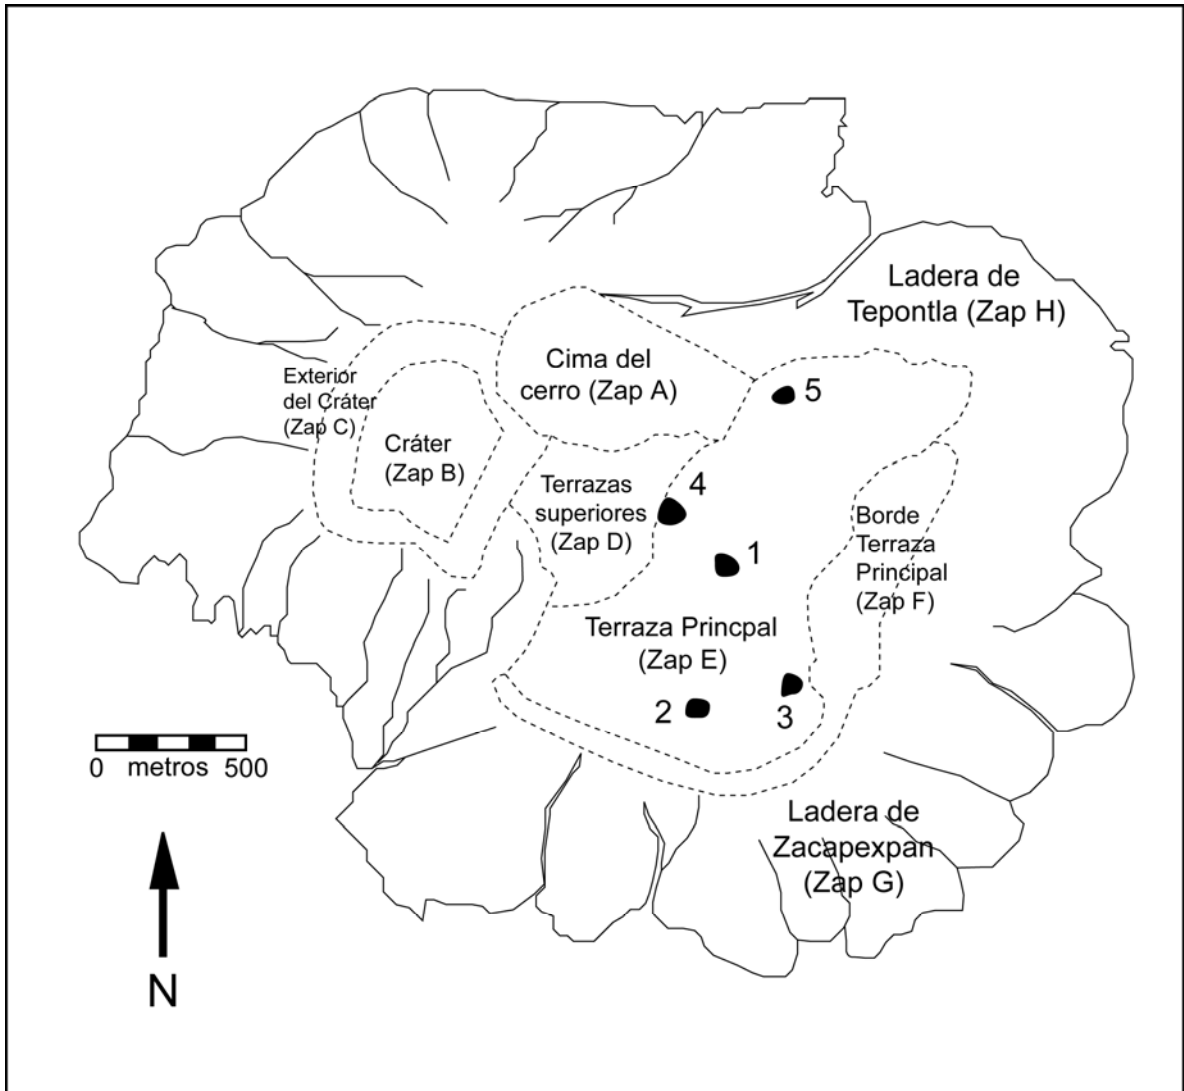 Ladera de
Tepontla (Zap H)
Cima del
cerro (Zap A)
Exterior
del Cráter
(Zap C)
Cráter
(Zap B)
5
4
Terrazas
superiores
(Zap D)
Borde
Terraza
Principal
(Zap F)
1
Terraza Princpal
(Zap E)
2
3
0 metros 500
Ladera de
Zacapexpan
(Zap G)
N